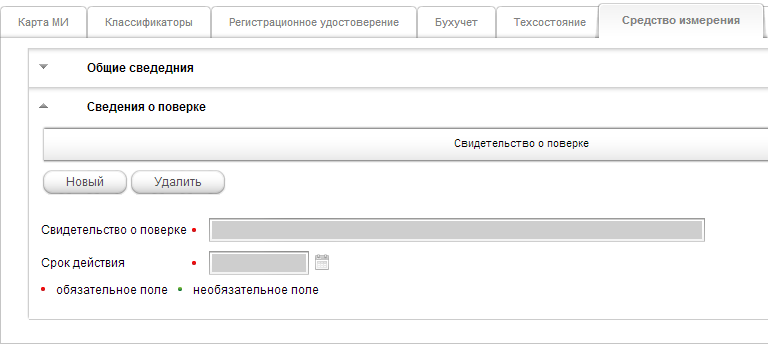 Карта МИ Классификаторы Регистрационное удостоверение Бухучет Техсостояние Средство измерения
Общие сведедния
Сведения о поверке
Свидетельство о поверке
Новый Удалить
Свидетельство о поверке
Срок действия
обязательное поле необязательное поле